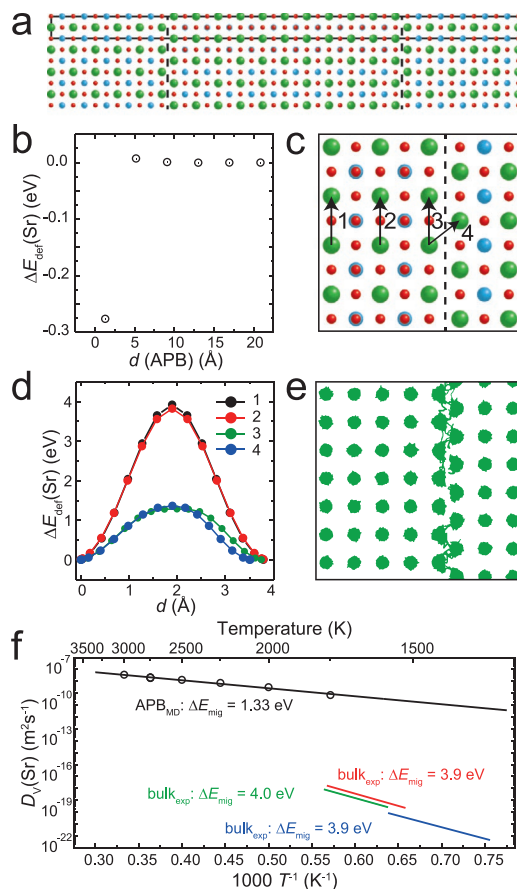 a
b
0.0
-0.1
-0.2
-0.3
ΔE_def(Sr) (eV)
0 5 10 15 20
d (APB) (Å)
c
1 2 3 4
d
4
3
2
1
0
ΔE_def(Sr) (eV)
1
2
3
4
0 1 2 3 4
d (Å)
e
f
Temperature (K)
3500 3000 2500 2000 1500
10⁻⁷
10⁻¹⁰
10⁻¹³
10⁻¹⁶
10⁻¹⁹
10⁻²²
D_V(Sr) (m²s⁻¹)
APB_MD: ΔE_mig = 1.33 eV
bulk_exp: ΔE_mig = 3.9 eV
bulk_exp: ΔE_mig = 4.0 eV
bulk_exp: ΔE_mig = 3.9 eV
0.30 0.35 0.40 0.45 0.50 0.55 0.60 0.65 0.70 0.75
1000 T⁻¹ (K⁻¹)